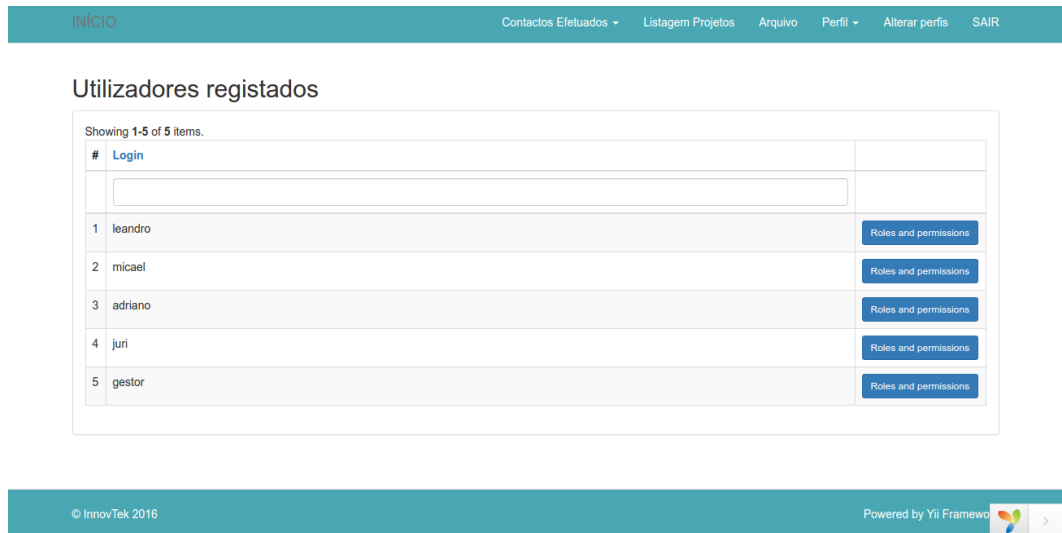 INÍCIO Contactos Efetuados Listagem Projetos Arquivo Perfil Alterar perfis SAIR
Utilizadores registados
Showing 1-5 of 5 items.
# Login
1 leandro Roles and permissions
2 micael Roles and permissions
3 adriano Roles and permissions
4 juri Roles and permissions
5 gestor Roles and permissions
© InnovTek 2016 Powered by Yii Framewo